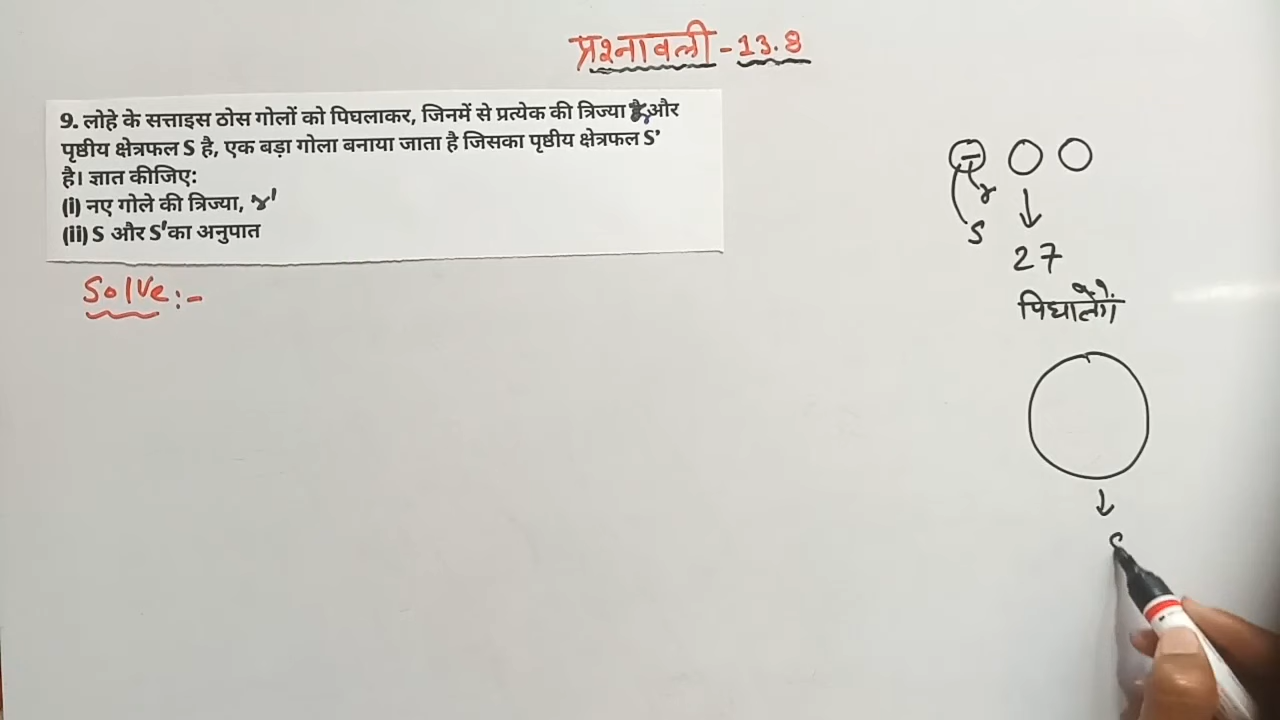 प्रश्नावली - 13.8
9. लोहे के सत्ताइस ठोस गोलों को पिघलाकर, जिनमें से प्रत्येक की त्रिज्या है और
पृष्ठीय क्षेत्रफल S है, एक बड़ा गोला बनाया जाता है जिसका पृष्ठीय क्षेत्रफल S’
है। ज्ञात कीजिए:
(i) नए गोले की त्रिज्या, r'
(ii) S और S'का अनुपात
Solve:-
r
S
27
पिघालेगें